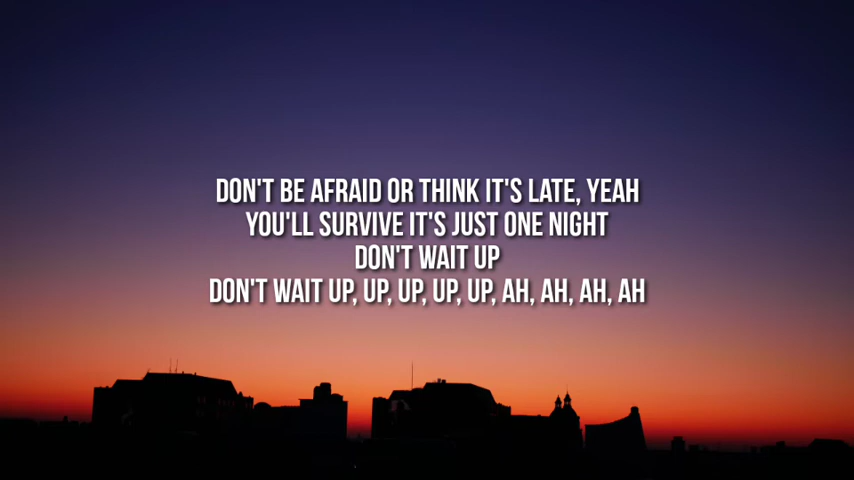 DON'T BE AFRAID OR THINK IT'S LATE, YEAH
YOU'LL SURVIVE IT'S JUST ONE NIGHT
DON'T WAIT UP
DON'T WAIT UP, UP, UP, UP, UP, AH, AH, AH, AH